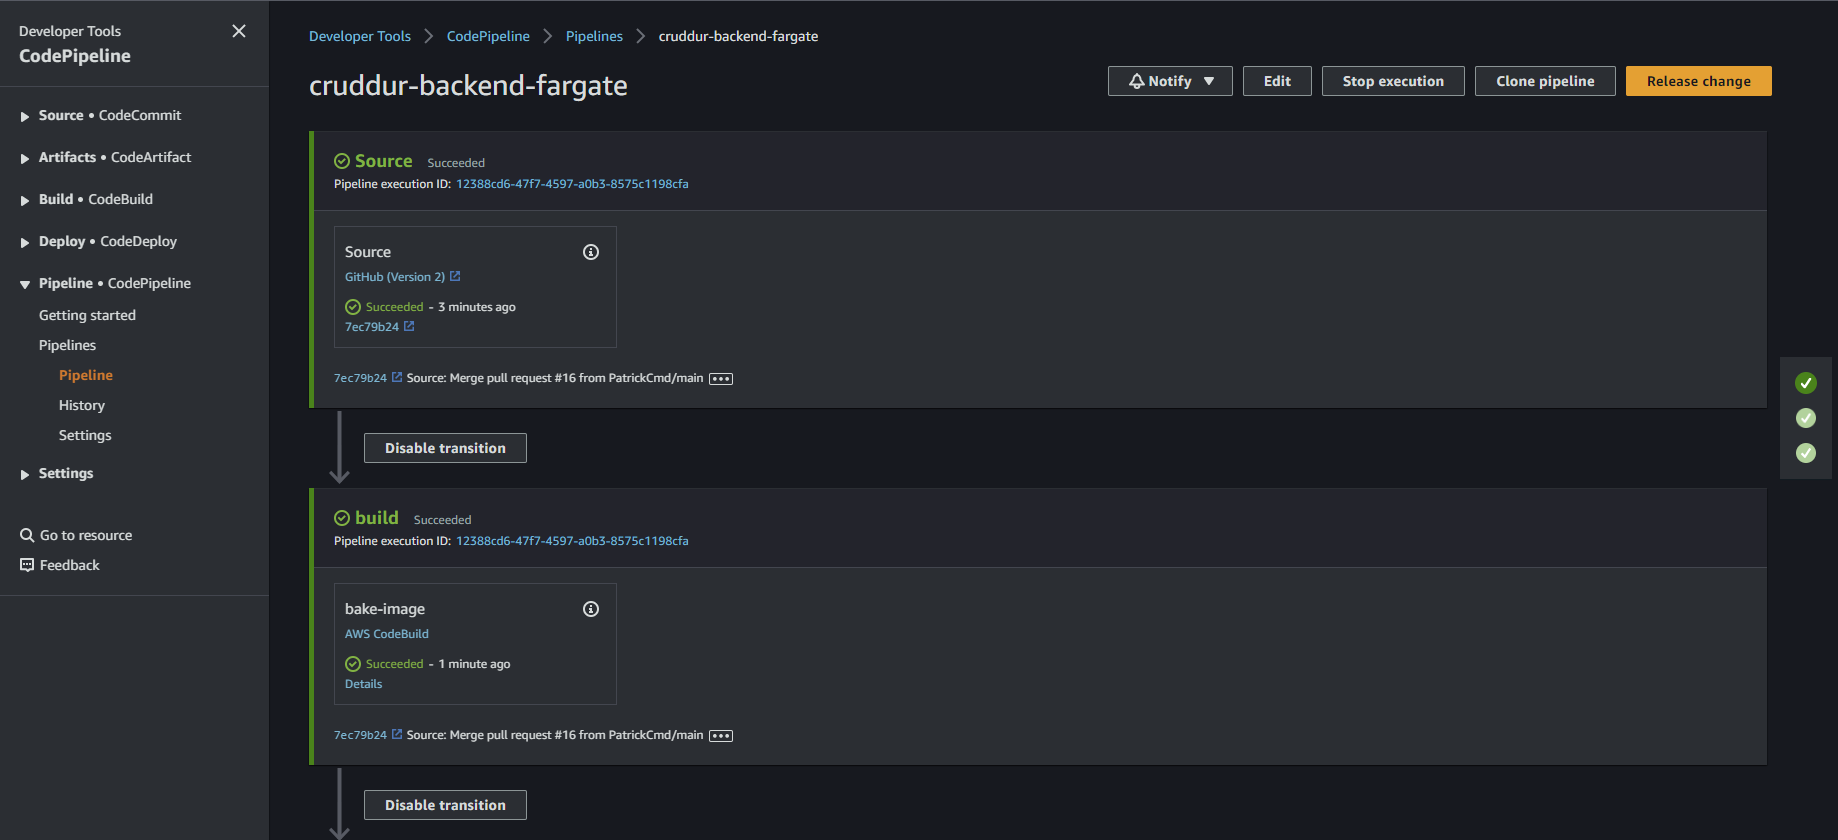 Developer Tools
CodePipeline
Source • CodeCommit
Artifacts • CodeArtifact
Build • CodeBuild
Deploy • CodeDeploy
Pipeline • CodePipeline
Getting started
Pipelines
Pipeline
History
Settings
Settings
Go to resource
Feedback
Developer Tools > CodePipeline > Pipelines > cruddur-backend-fargate
cruddur-backend-fargate
Notify Edit Stop execution Clone pipeline Release change
Source Succeeded
Pipeline execution ID: 12388cd6-47f7-4597-a0b3-8575c1198cfa
Source
GitHub (Version 2)
Succeeded - 3 minutes ago
7ec79b24
7ec79b24 Source: Merge pull request #16 from PatrickCmd/main
Disable transition
build Succeeded
Pipeline execution ID: 12388cd6-47f7-4597-a0b3-8575c1198cfa
bake-image
AWS CodeBuild
Succeeded - 1 minute ago
Details
7ec79b24 Source: Merge pull request #16 from PatrickCmd/main
Disable transition